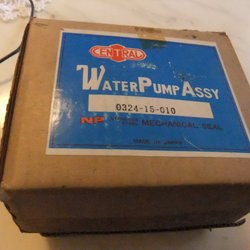 CENTRAL
WATER PUMP ASSY
0324-15-010
NP MECHANICAL SEAL
MADE IN JAPAN